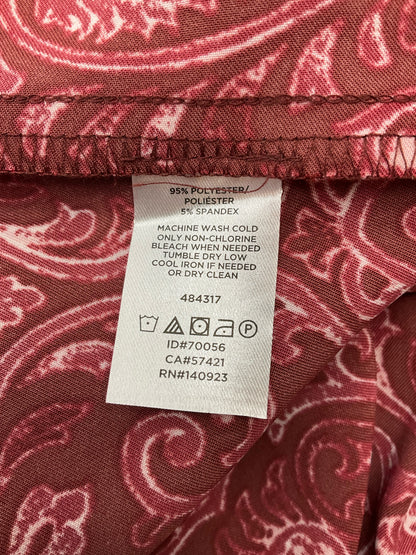 95% POLYESTER/
POLIÉSTER
5% SPANDEX
MACHINE WASH COLD
ONLY NON-CHLORINE
BLEACH WHEN NEEDED
TUMBLE DRY LOW
COOL IRON IF NEEDED
OR DRY CLEAN
484317
P
ID#70056
CA#57421
RN#140923